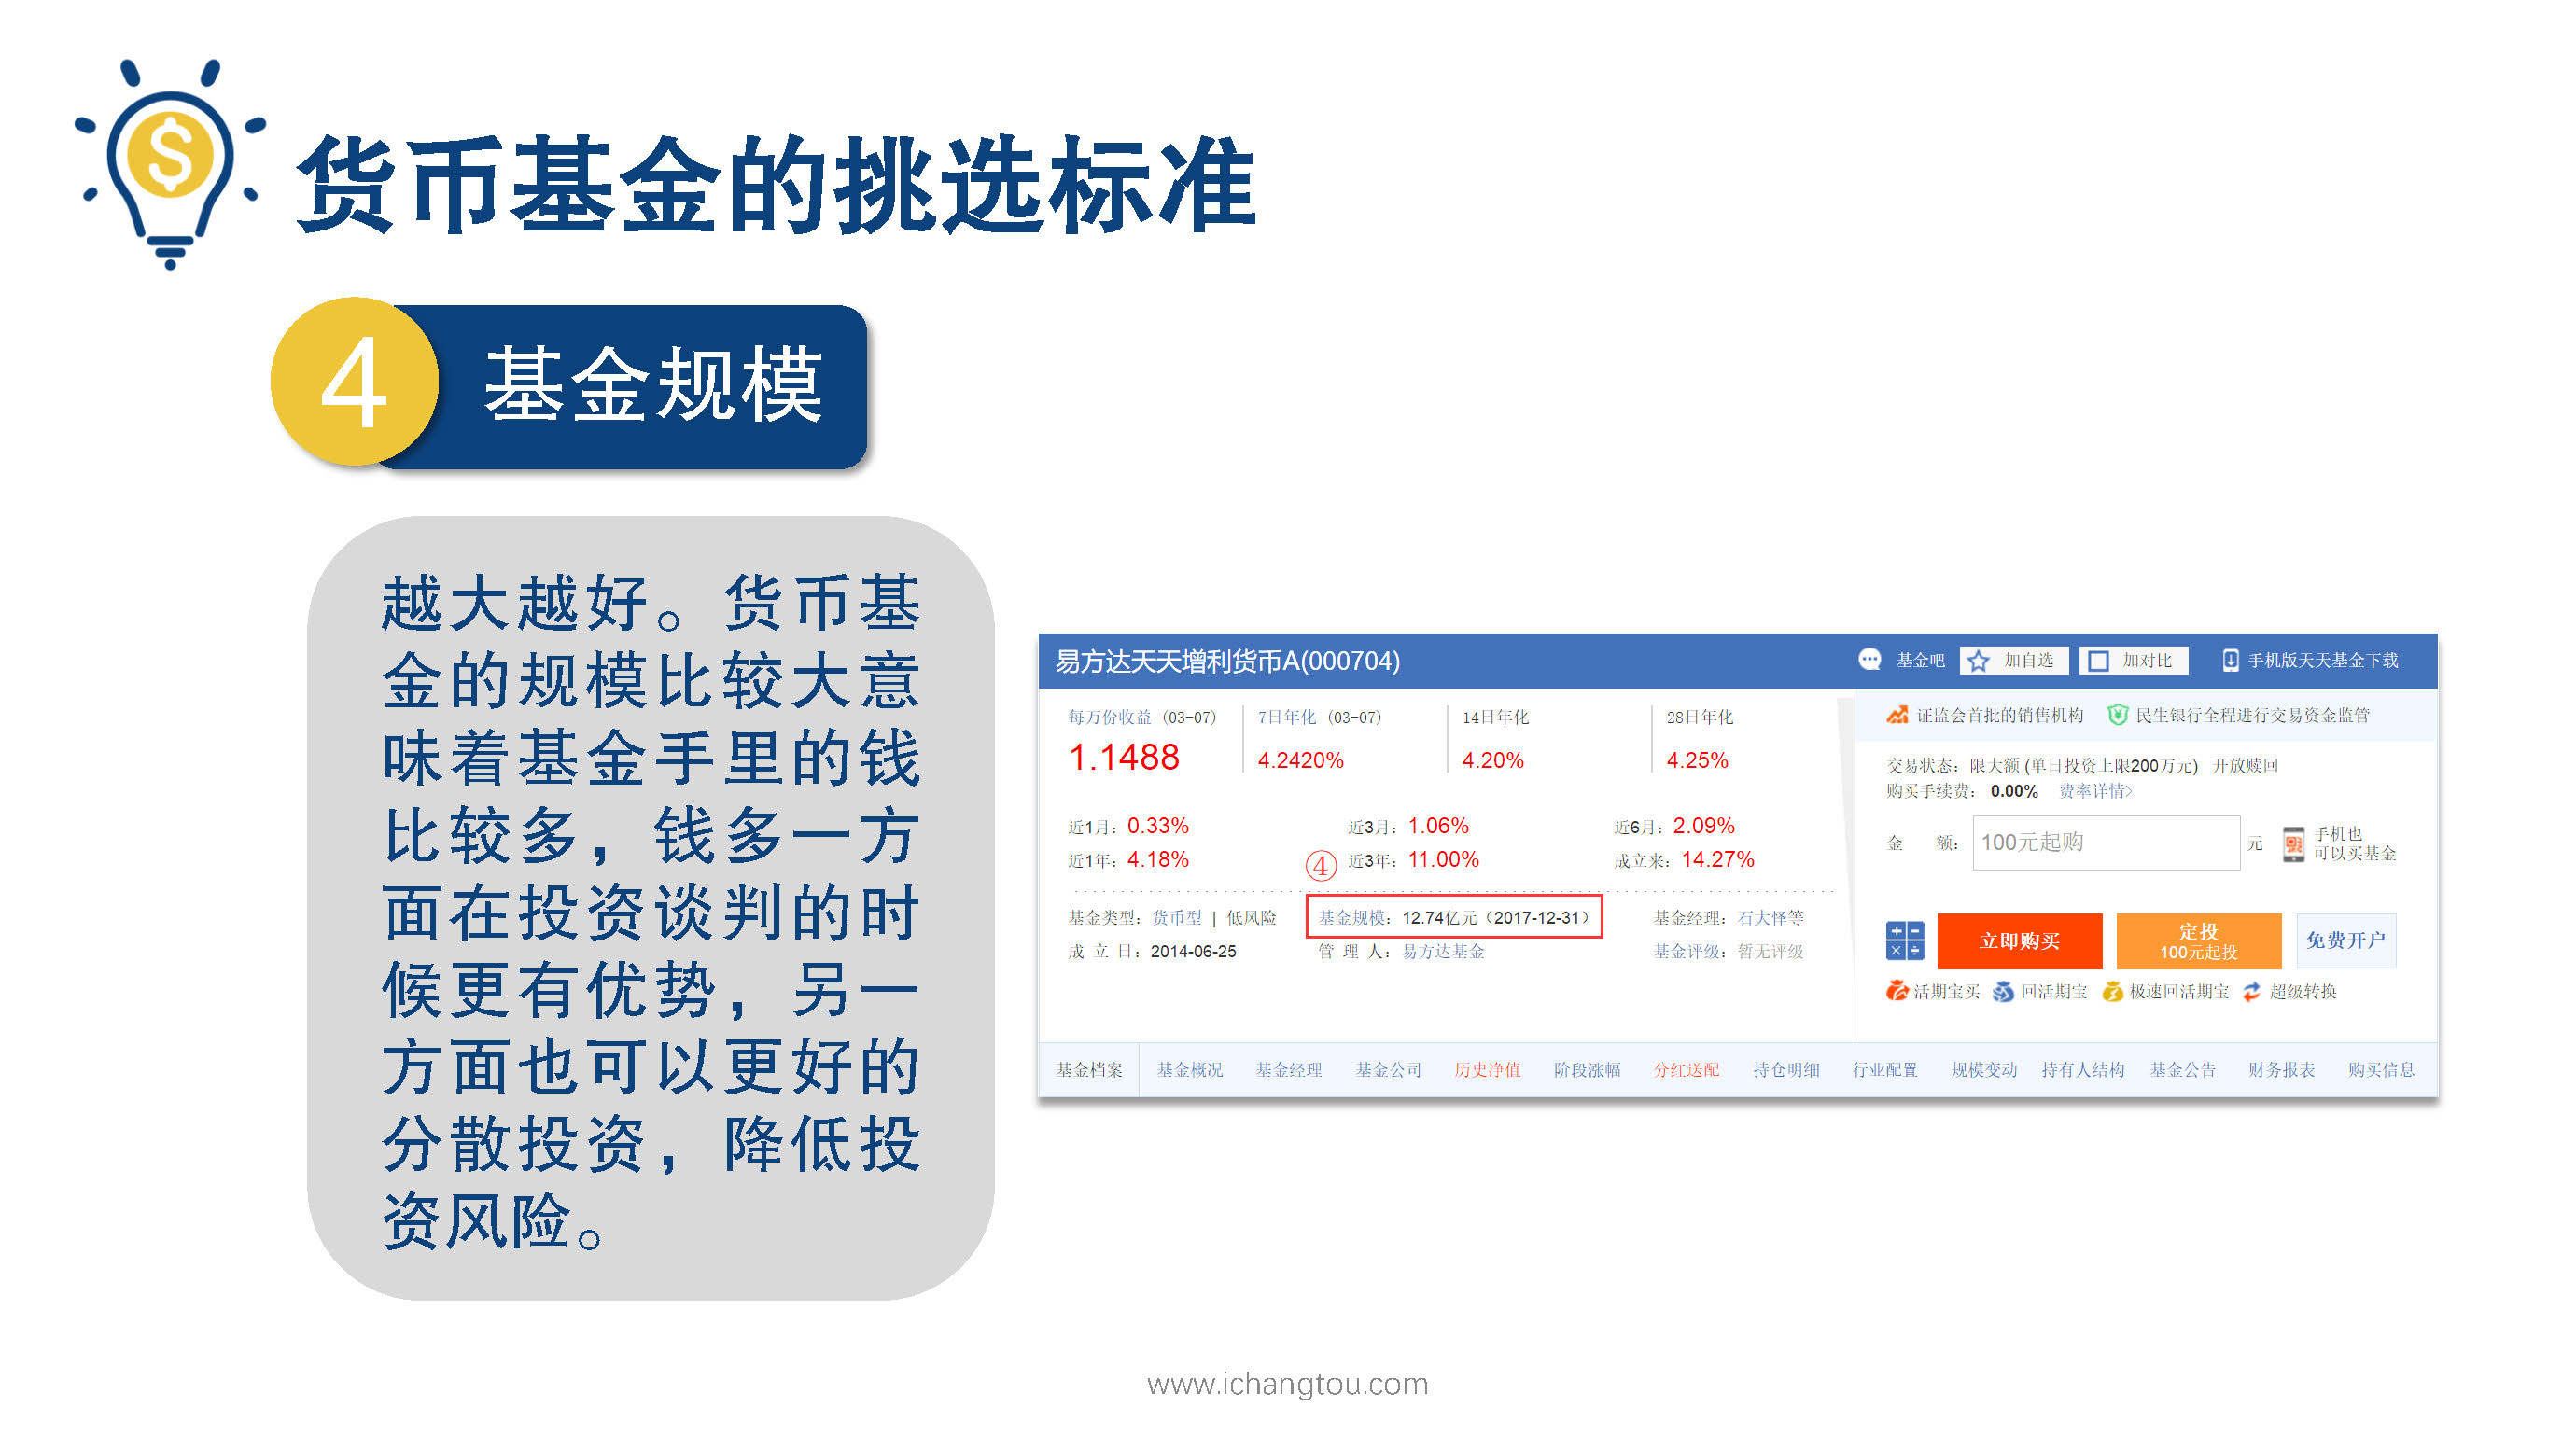 货币基金的挑选标准
4
基金规模
越大越好。货币基
金的规模比较大意
味着基金手里的钱
比较多，钱多一方
面在投资谈判的时
候更有优势，另一
方面也可以更好的
分散投资，降低投
资风险。
易方达天天增利货币A(000704)
基金吧 加自选 加对比 手机版天天基金下载
每万份收益 (03-07) 7日年化 (03-07) 14日年化 28日年化
1.1488 4.2420% 4.20% 4.25%
近1月：0.33% 近3月：1.06% 近6月：2.09%
近1年：4.18% ④ 近3年：11.00% 成立来：14.27%
基金类型：货币型 | 低风险 基金规模：12.74亿元（2017-12-31） 基金经理：石大怿等
成 立 日：2014-06-25 管 理 人：易方达基金 基金评级：暂无评级
证监会首批的销售机构 民生银行全程进行交易资金监管
交易状态：限大额 (单日投资上限200万元) 开放赎回
购买手续费： 0.00% 费率详情>
金 额： 100元起购 元 手机也
可以买基金
立即购买 定投
100元起投
免费开户
活期宝买 回活期宝 极速回活期宝 超级转换
基金档案 基金概况 基金经理 基金公司 历史净值 阶段涨幅 分红送配 持仓明细 行业配置 规模变动 持有人结构 基金公告 财务报表 购买信息
www.ichangtou.com